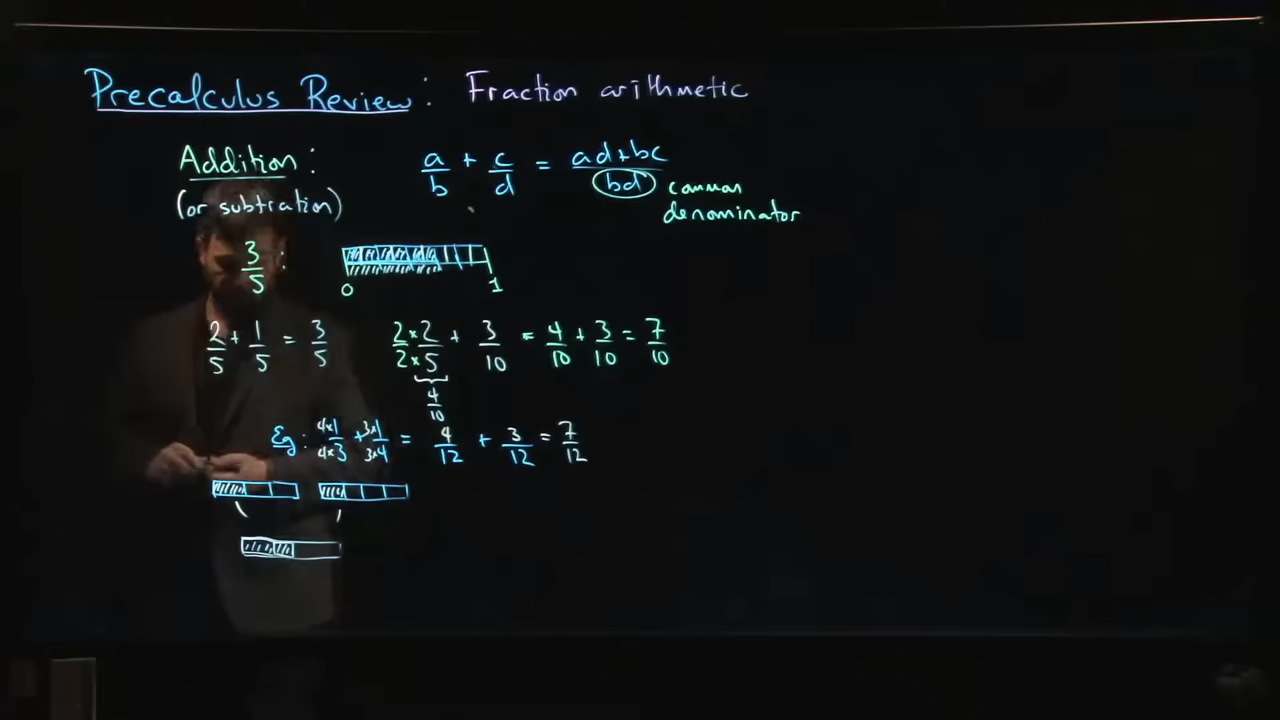 Precalculus Review: Fraction arithmetic
Addition:
(or subtration)
a/b + c/d = ad+bc/bd
common
denominator
3/5:
0 1
2/5 + 1/5 = 3/5
2×2/2×5 + 3/10 = 4/10 + 3/10 = 7/10
4/10
Eg: 4×1/4×3 + 3×1/3×4 = 4/12 + 3/12 = 7/12